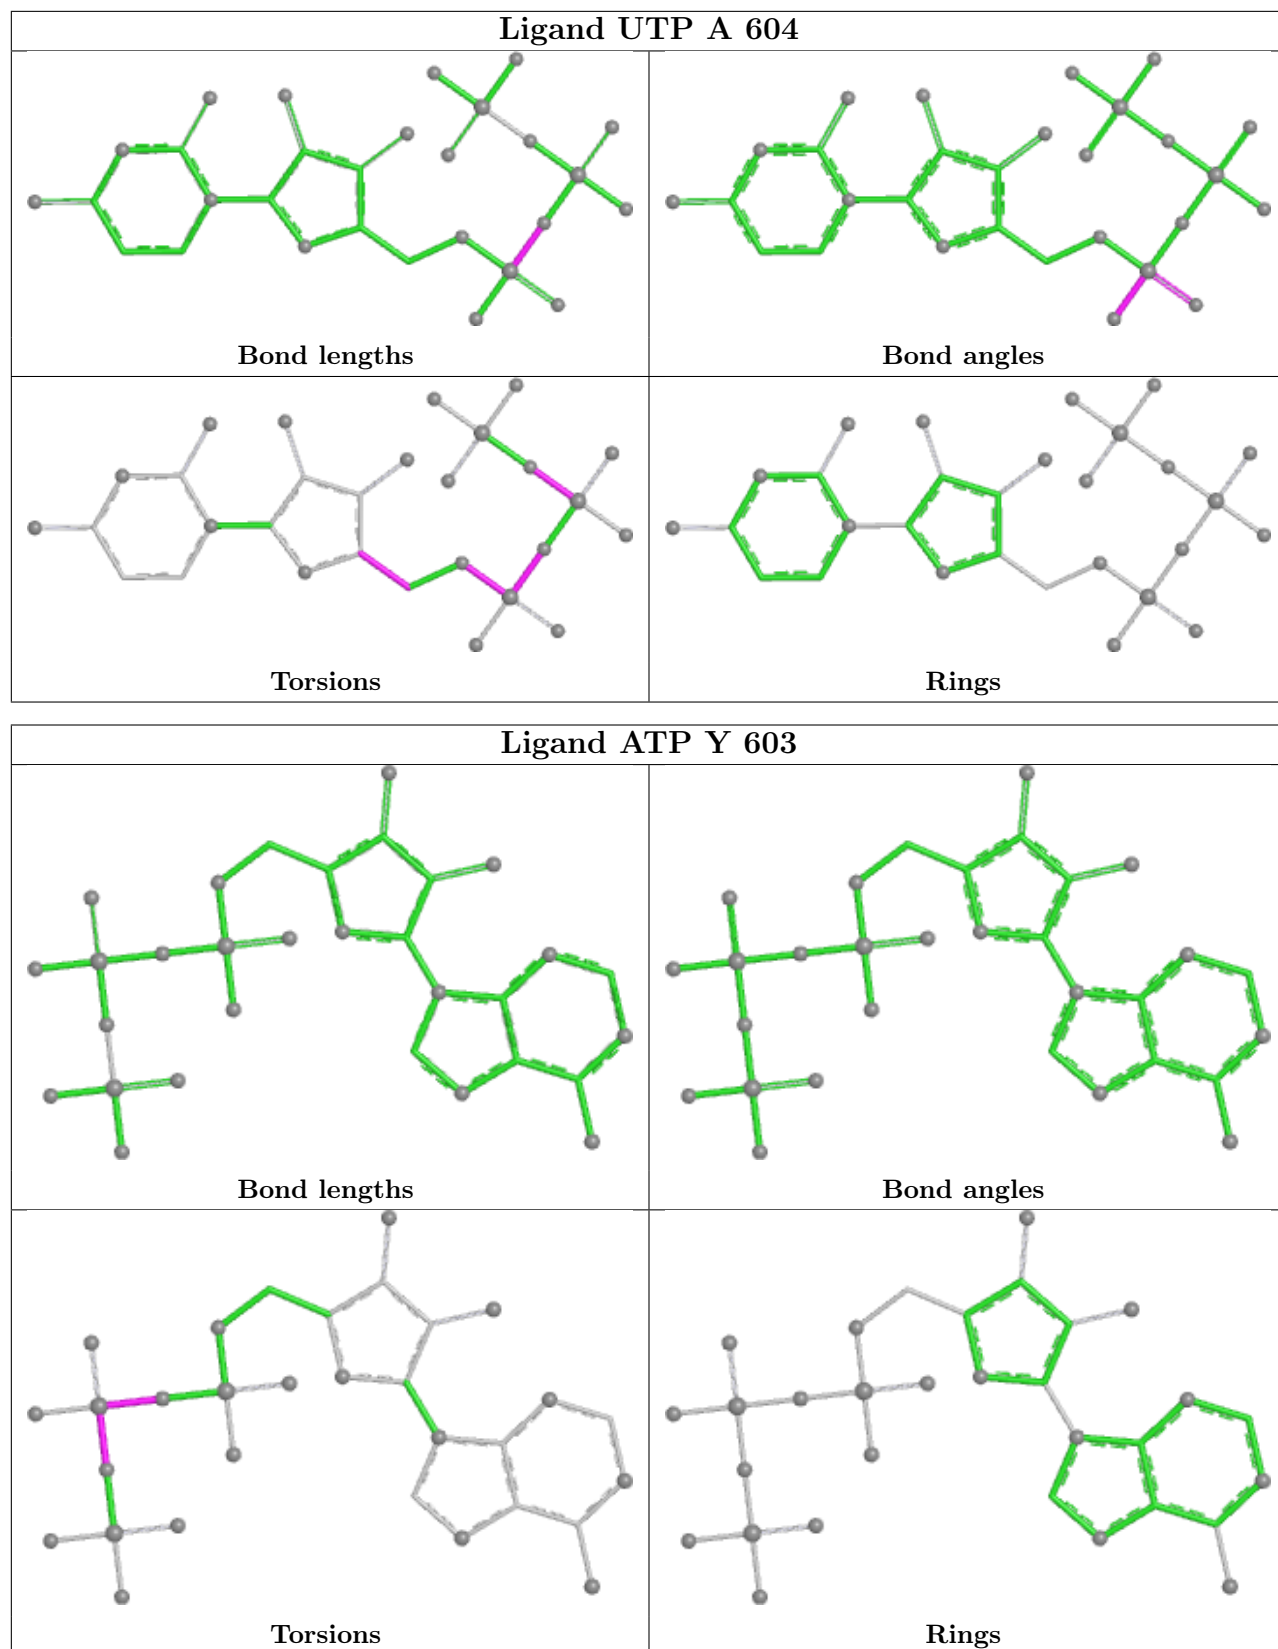 Ligand UTP A 604
Bond lengths
Bond angles
Torsions
Rings
Ligand ATP Y 603
Bond lengths
Bond angles
Torsions
Rings